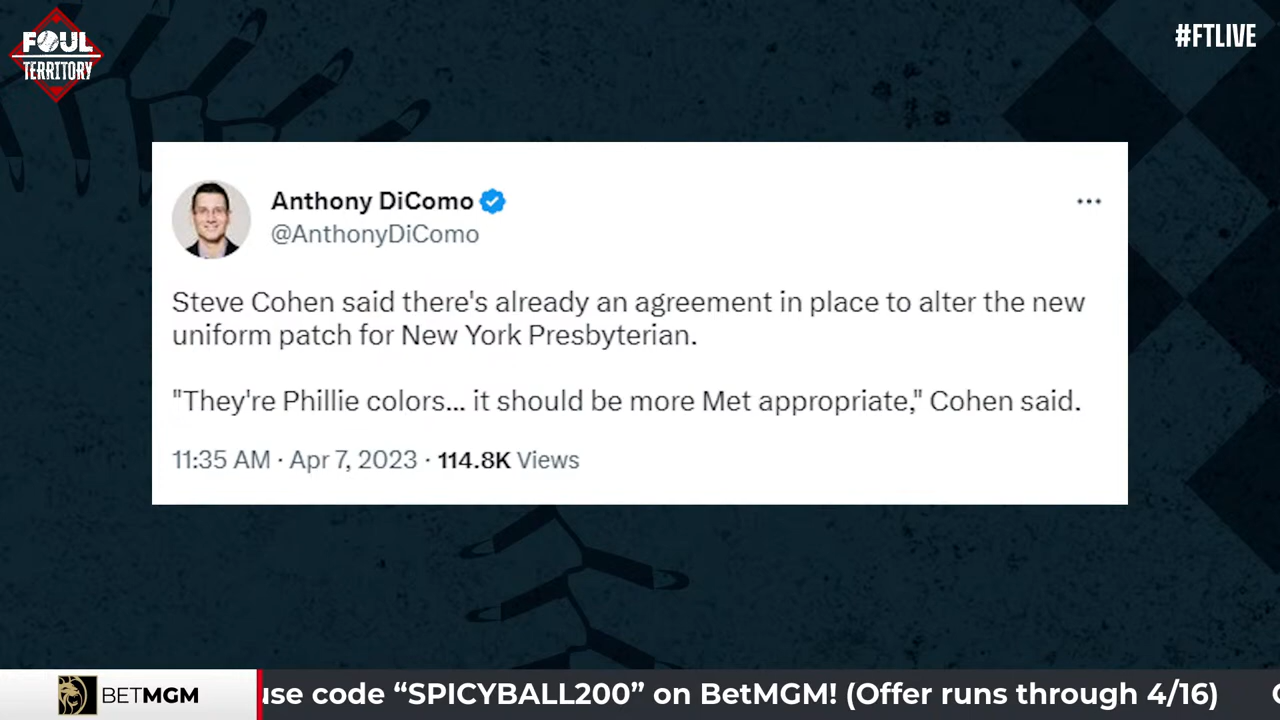 FOUL
TERRITORY
#FTLIVE
Anthony DiComo
@AnthonyDiComo
Steve Cohen said there's already an agreement in place to alter the new
uniform patch for New York Presbyterian.
"They're Phillie colors... it should be more Met appropriate," Cohen said.
11:35 AM · Apr 7, 2023 · 114.8K Views
BETMGM
use code “SPICYBALL200” on BetMGM! (Offer runs through 4/16)